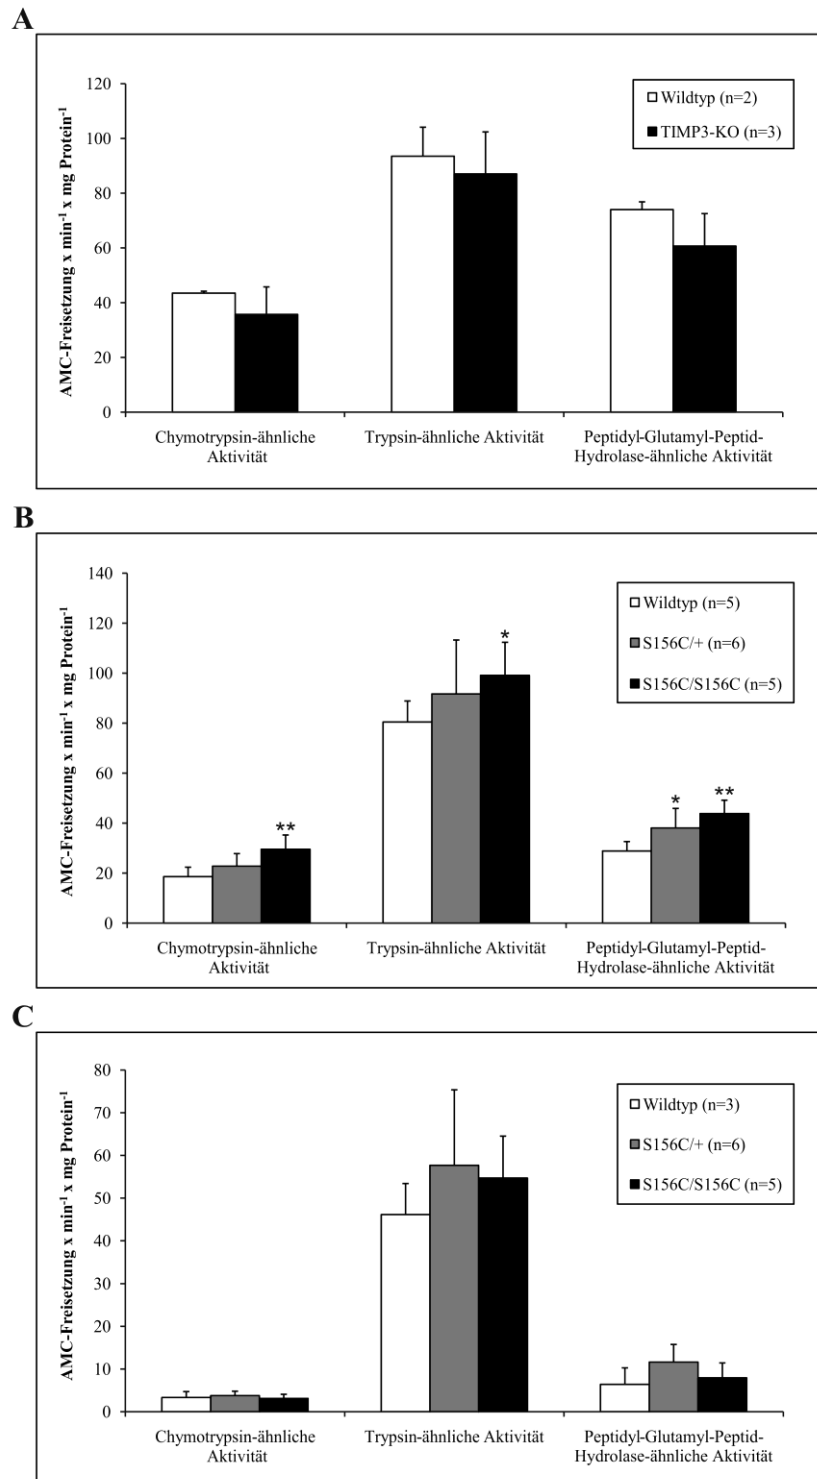 A
AMC-Freisetzung x min⁻¹ x mg Protein⁻¹
120
100
80
60
40
20
0
Wildtyp (n=2)
TIMP3-KO (n=3)
Chymotrypsin-ähnliche
Aktivität
Trypsin-ähnliche Aktivität
Peptidyl-Glutamyl-Peptid-
Hydrolase-ähnliche Aktivität
B
AMC-Freisetzung x min⁻¹ x mg Protein⁻¹
140
120
100
80
60
40
20
0
Wildtyp (n=5)
S156C/+ (n=6)
S156C/S156C (n=5)
**
*
*
**
Chymotrypsin-ähnliche
Aktivität
Trypsin-ähnliche Aktivität
Peptidyl-Glutamyl-Peptid-
Hydrolase-ähnliche Aktivität
C
AMC-Freisetzung x min⁻¹ x mg Protein⁻¹
80
70
60
50
40
30
20
10
0
Wildtyp (n=3)
S156C/+ (n=6)
S156C/S156C (n=5)
Chymotrypsin-ähnliche
Aktivität
Trypsin-ähnliche Aktivität
Peptidyl-Glutamyl-Peptid-
Hydrolase-ähnliche Aktivität